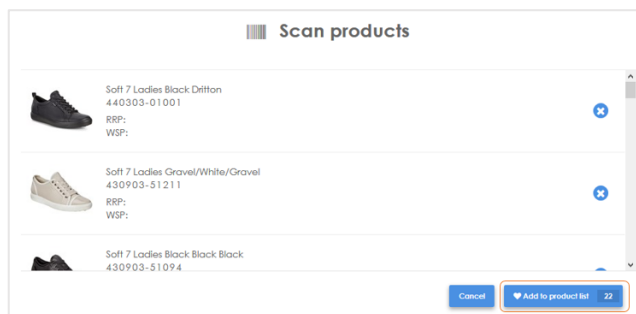 Scan products
Soft 7 Ladies Black Dritton
440303-01001
RRP:
WSP:
Soft 7 Ladies Gravel/White/Gravel
430903-51211
RRP:
WSP:
Soft 7 Ladies Black Black Black
430903-51094
Cancel
Add to product list 22